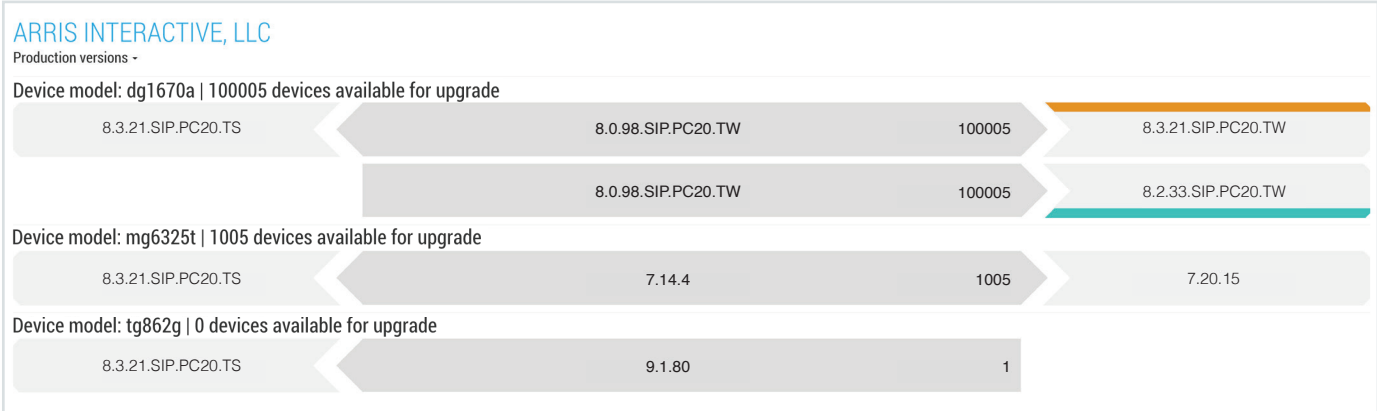 ARRIS INTERACTIVE, LLC
Production versions
Device model: dg1670a | 100005 devices available for upgrade
8.3.21.SIP.PC20.TS 8.0.98.SIP.PC20.TW 100005 8.3.21.SIP.PC20.TW
8.0.98.SIP.PC20.TW 100005 8.2.33.SIP.PC20.TW
Device model: mg6325t | 1005 devices available for upgrade
8.3.21.SIP.PC20.TS 7.14.4 1005 7.20.15
Device model: tg862g | 0 devices available for upgrade
8.3.21.SIP.PC20.TS 9.1.80 1